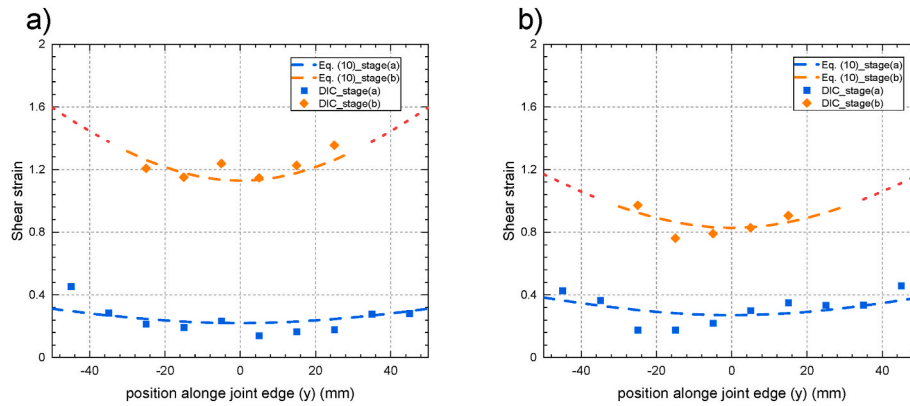 a)
2
1.6
1.2
0.8
0.4
0
Shear strain
-40
-20
0
20
40
position alonge joint edge (y) (mm)
Eq. (10)_stage(a)
Eq. (10)_stage(b)
DIC_stage(a)
DIC_stage(b)
b)
2
1.6
1.2
0.8
0.4
0
Shear strain
-40
-20
0
20
40
position alonge joint edge (y) (mm)
Eq. (10)_stage(a)
Eq. (10)_stage(b)
DIC_stage(a)
DIC_stage(b)